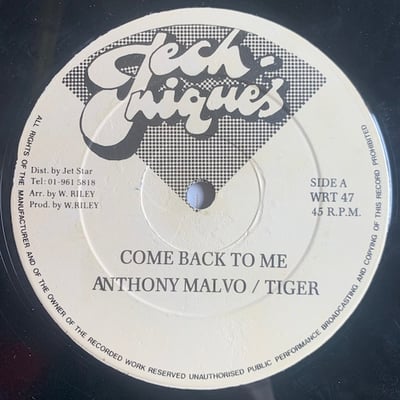 Tech-
niques
Dist. by Jet Star
Tel: 01-961 5818
Arr. by W. RILEY
Prod. by W. RILEY
SIDE A
WRT 47
45 R.P.M.
COME BACK TO ME
ANTHONY MALVO / TIGER
ALL RIGHTS OF THE MANUFACTURER AND OF THE OWNER OF THE RECORDED WORK RESERVED UNAUTHORISED PUBLIC PERFORMANCE BROADCASTING AND COPYING OF THIS RECORD PROHIBITED